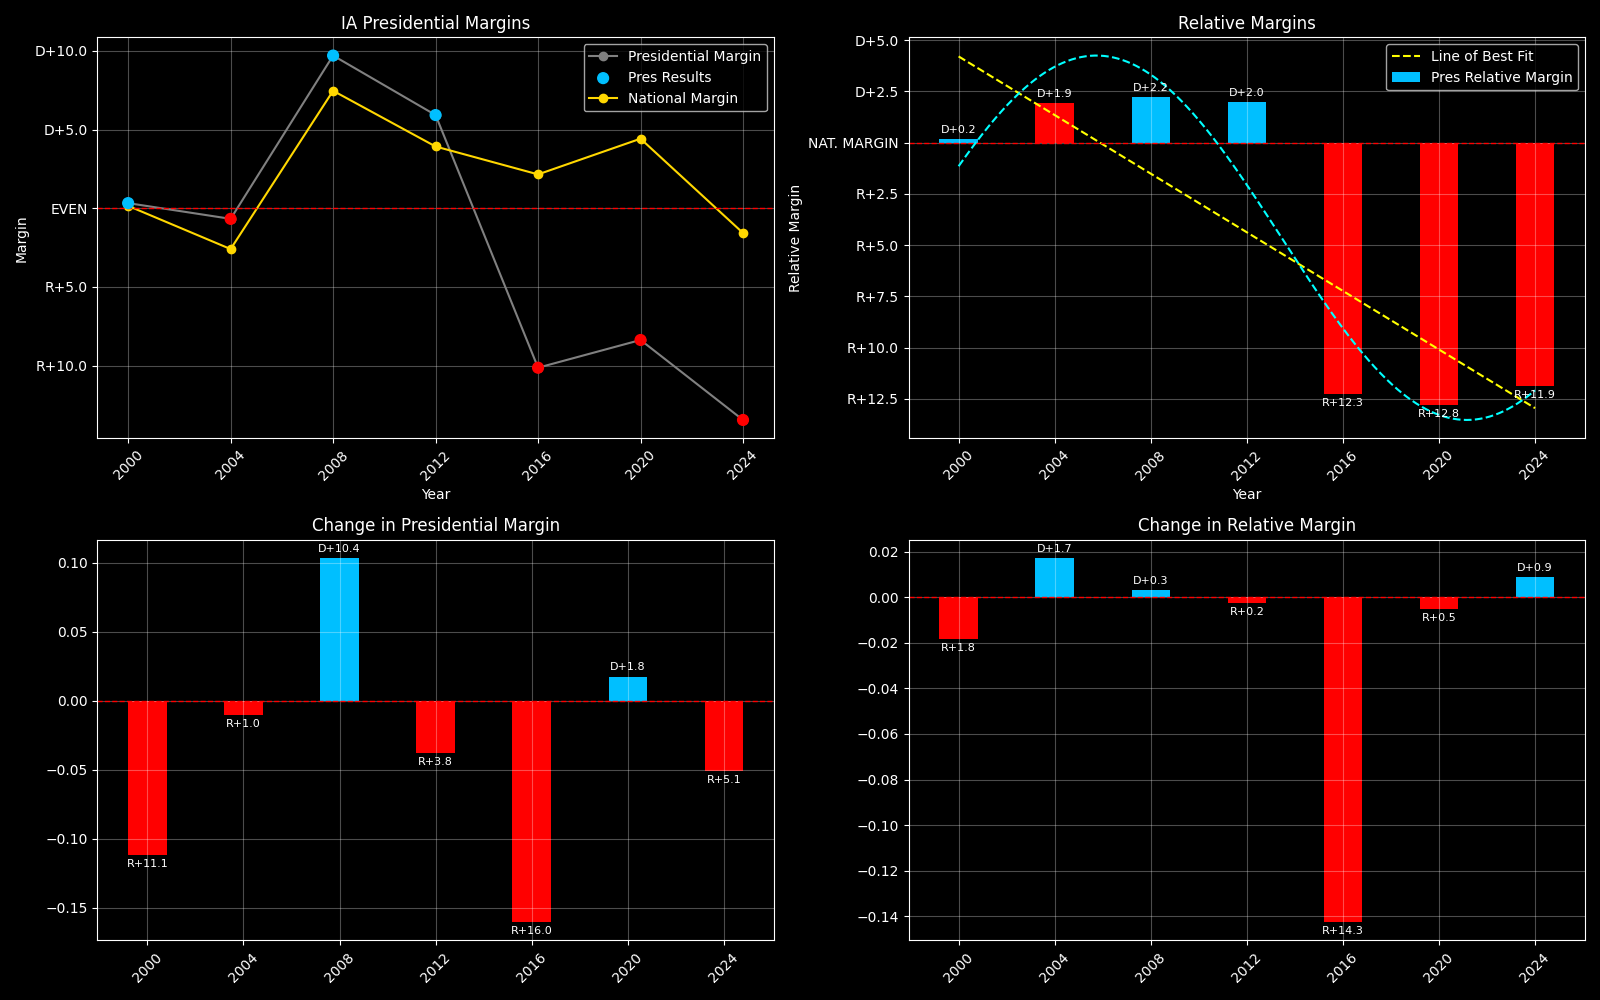 IA Presidential Margins
D+10.0
D+5.0
EVEN
R+5.0
R+10.0
Margin
Presidential Margin
Pres Results
National Margin
2000
2004
2008
2012
2016
2020
2024
Year
Relative Margins
D+5.0
D+2.5
NAT. MARGIN
R+2.5
R+5.0
R+7.5
R+10.0
R+12.5
Relative Margin
Line of Best Fit
Pres Relative Margin
D+0.2
D+1.9
D+2.2
D+2.0
R+12.3
R+12.8
R+11.9
2000
2004
2008
2012
2016
2020
2024
Year
Change in Presidential Margin
0.10
0.05
0.00
−0.05
−0.10
−0.15
R+11.1
R+1.0
D+10.4
R+3.8
R+16.0
D+1.8
R+5.1
2000
2004
2008
2012
2016
2020
2024
Change in Relative Margin
0.02
0.00
−0.02
−0.04
−0.06
−0.08
−0.10
−0.12
−0.14
R+1.8
D+1.7
D+0.3
R+0.2
R+14.3
R+0.5
D+0.9
2000
2004
2008
2012
2016
2020
2024